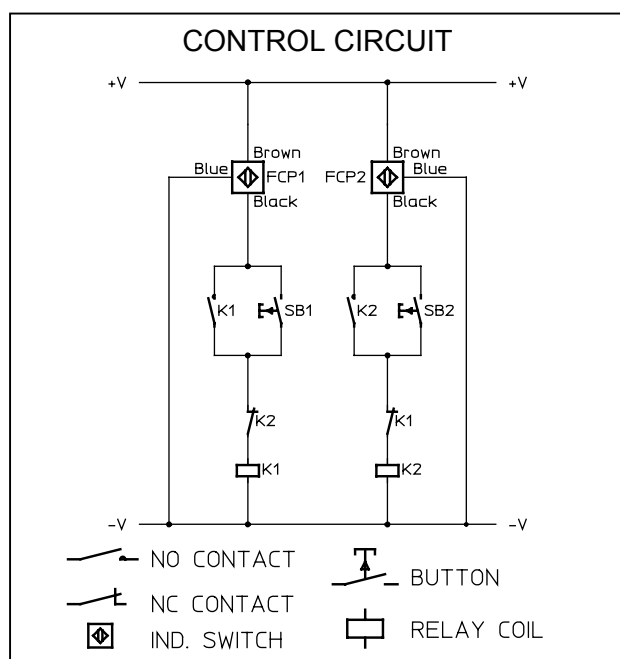 CONTROL CIRCUIT
+V +V
Brown Brown
Blue FCP1 FCP2 Blue
Black Black
K1 SB1 K2 SB2
K2 K1
K1 K2
-V -V
NO CONTACT
BUTTON
NC CONTACT
IND. SWITCH
RELAY COIL